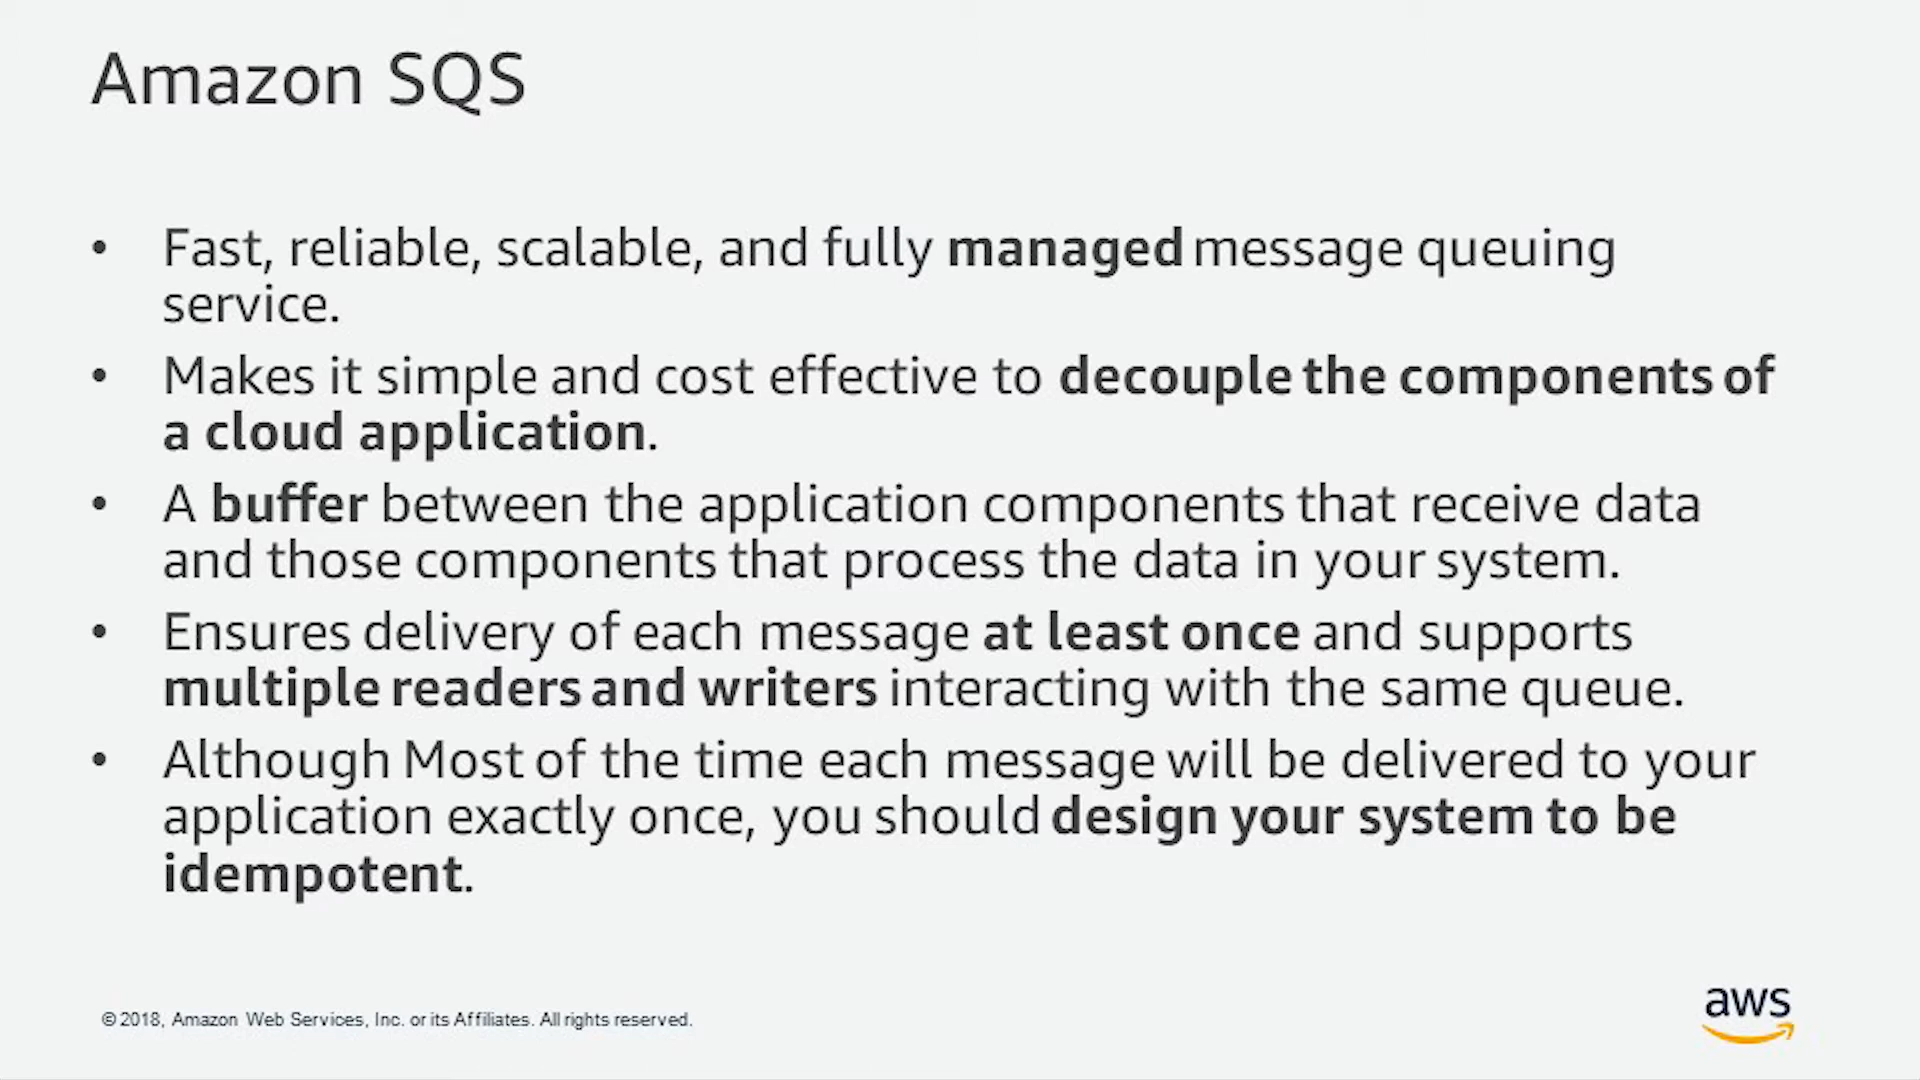 Amazon SQS
• Fast, reliable, scalable, and fully managed message queuing
service.
• Makes it simple and cost effective to decouple the components of
a cloud application.
• A buffer between the application components that receive data
and those components that process the data in your system.
• Ensures delivery of each message at least once and supports
multiple readers and writers interacting with the same queue.
• Although Most of the time each message will be delivered to your
application exactly once, you should design your system to be
idempotent.
© 2018, Amazon Web Services, Inc. or its Affiliates. All rights reserved.
aws